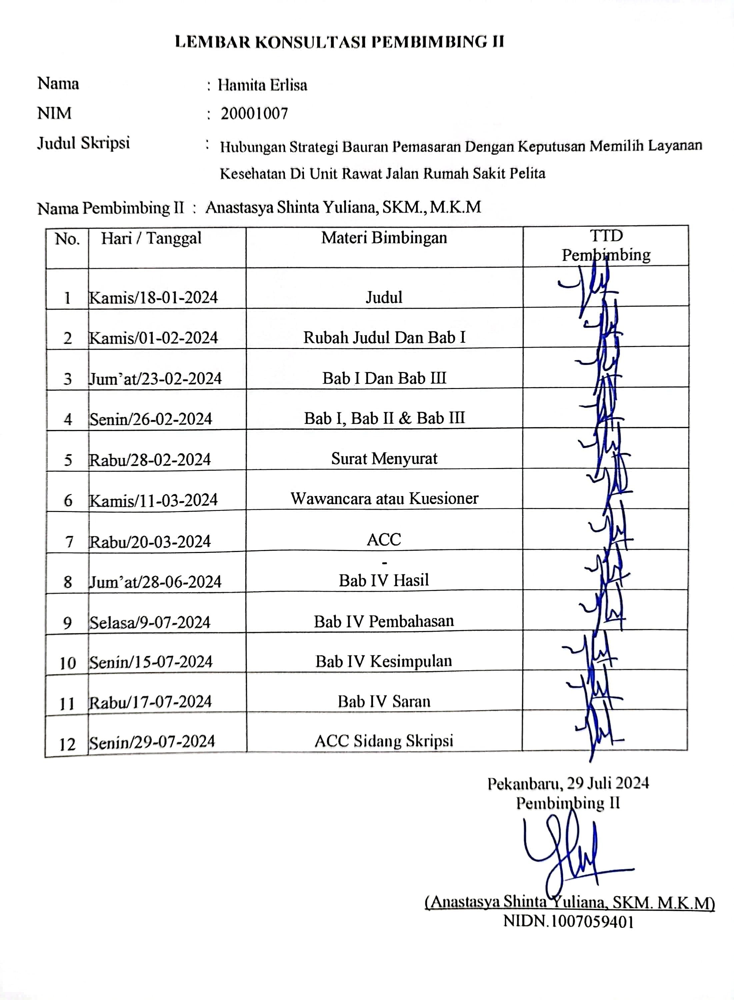 LEMBAR KONSULTASI PEMBIMBING II
Nama : Hamita Erlisa
NIM : 20001007
Judul Skripsi : Hubungan Strategi Bauran Pemasaran Dengan Keputusan Memilih Layanan
Kesehatan Di Unit Rawat Jalan Rumah Sakit Pelita
Nama Pembimbing II : Anastasya Shinta Yuliana, SKM., M.K.M
No. Hari / Tanggal Materi Bimbingan TTD
Pembimbing
1 Kamis/18-01-2024 Judul
2 Kamis/01-02-2024 Rubah Judul Dan Bab I
3 Jum'at/23-02-2024 Bab I Dan Bab III
4 Senin/26-02-2024 Bab I, Bab II & Bab III
5 Rabu/28-02-2024 Surat Menyurat
6 Kamis/11-03-2024 Wawancara atau Kuesioner
7 Rabu/20-03-2024 ACC
-
8 Jum'at/28-06-2024 Bab IV Hasil
9 Selasa/9-07-2024 Bab IV Pembahasan
10 Senin/15-07-2024 Bab IV Kesimpulan
11 Rabu/17-07-2024 Bab IV Saran
12 Senin/29-07-2024 ACC Sidang Skripsi
Pekanbaru, 29 Juli 2024
Pembimbing II
(Anastasya Shinta Yuliana, SKM. M.K.M)
NIDN.1007059401